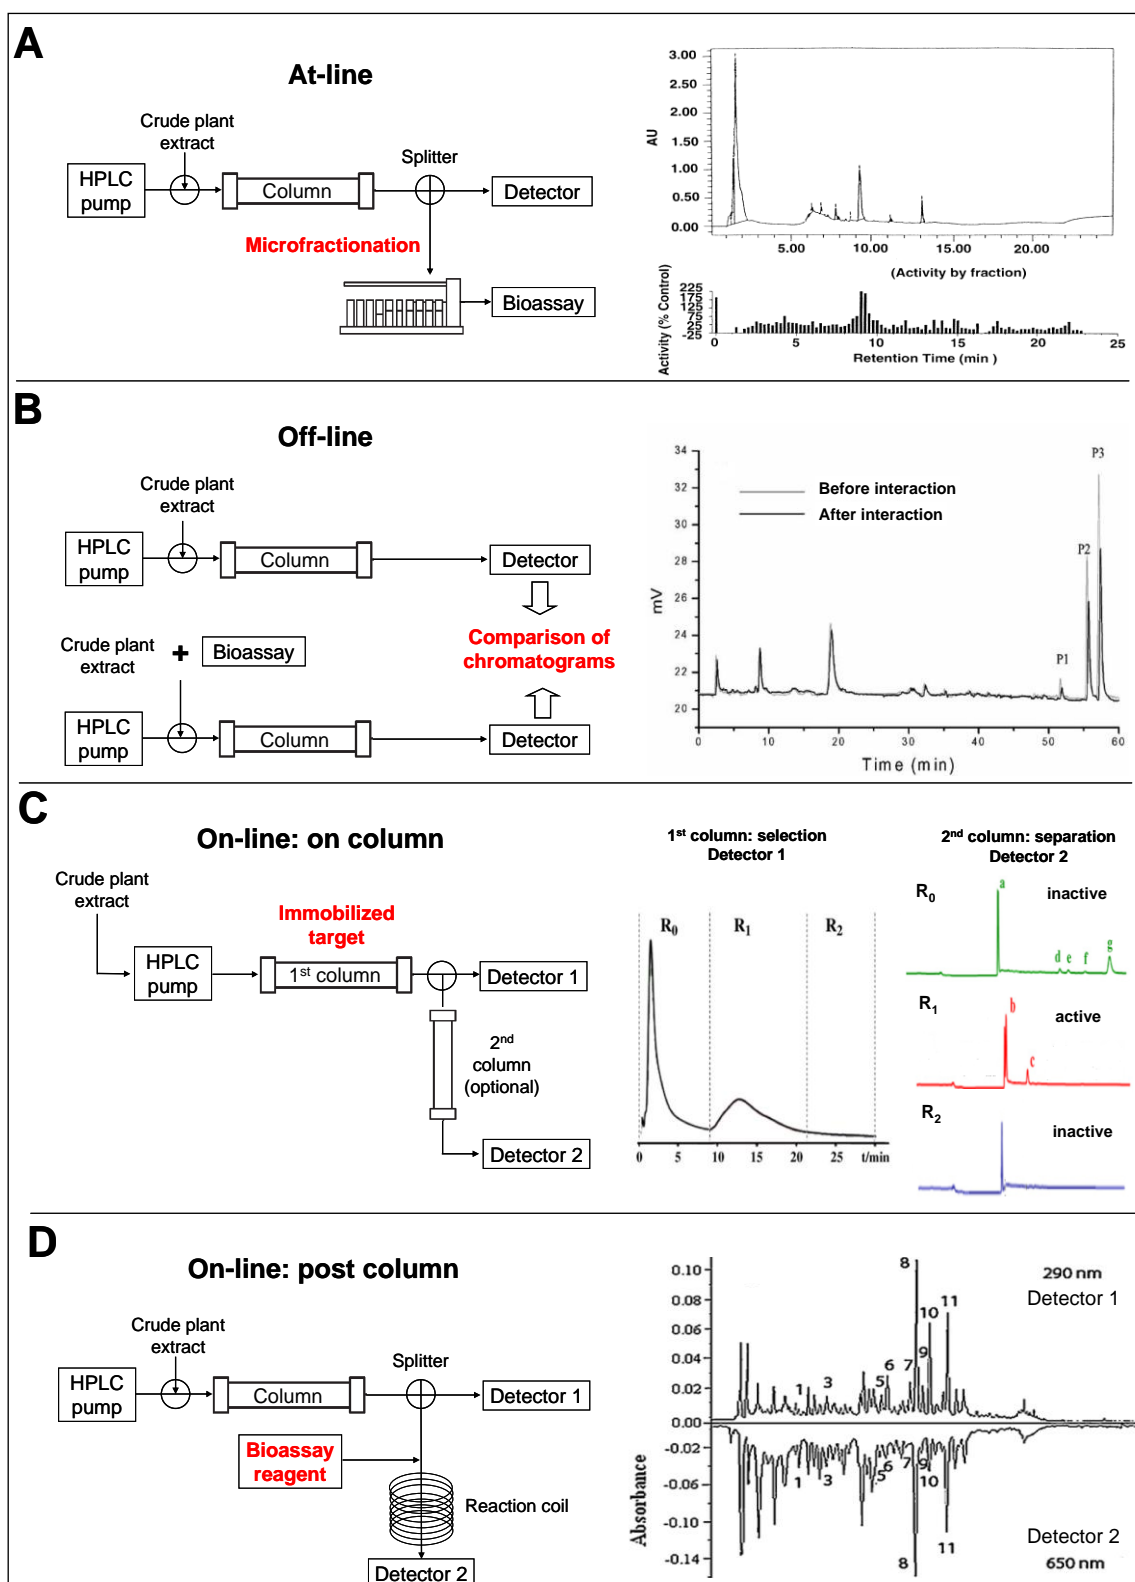 A
At-line
Crude plant
extract
HPLC
pump
Column
Splitter
Detector
Microfractionation
Bioassay
AU
3.00
2.50
2.00
1.50
1.00
0.50
0.00
5.00 10.00 15.00 20.00
(Activity by fraction)
Activity (% Control)
225
175
125
75
25
-25
0 5 10 15 20 25
Retention Time (min )
B
Off-line
Crude plant
extract
HPLC
pump
Column
Detector
Comparison of
chromatograms
Crude plant
extract
+
Bioassay
HPLC
pump
Column
Detector
mV
34
32
30
28
26
24
22
20
Before interaction
After interaction
P1
P2
P3
0 10 20 30 40 50 60
Time (min)
C
On-line: on column
Crude plant
extract
HPLC
pump
Immobilized
target
1st column
Detector 1
2nd
column
(optional)
Detector 2
1st column: selection
Detector 1
R0 R1 R2
0 5 10 15 20 25 t/min
2nd column: separation
Detector 2
R0
inactive
a
d e f g
R1
active
b
c
R2
inactive
D
On-line: post column
Crude plant
extract
HPLC
pump
Column
Splitter
Detector 1
Bioassay
reagent
Reaction coil
Detector 2
Absorbance
0.10
0.08
0.06
0.04
0.02
0.00
-0.02
-0.06
-0.10
-0.14
290 nm
Detector 1
1 3 5 6 7 8 9 10 11
1 3 5 6 7 8 9 10 11
Detector 2
650 nm